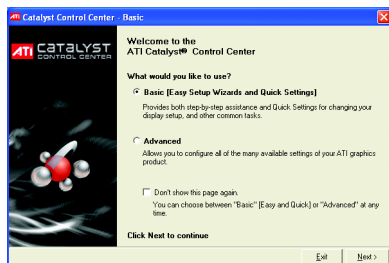 ATI Catalyst Control Center - Basic
ATI CATALYST
CONTROL CENTER
Welcome to the
ATI Catalyst® Control Center
What would you like to use?
Basic [Easy Setup Wizards and Quick Settings]
Provides both step-by-step assistance and Quick Settings for changing your
display setup, and other common tasks.
Advanced
Allows you to configure all of the many available settings of your ATI graphics
product.
Don't show this page again.
You can choose between "Basic" [Easy and Quick] or "Advanced" at any
time.
Click Next to continue
Exit
Next >